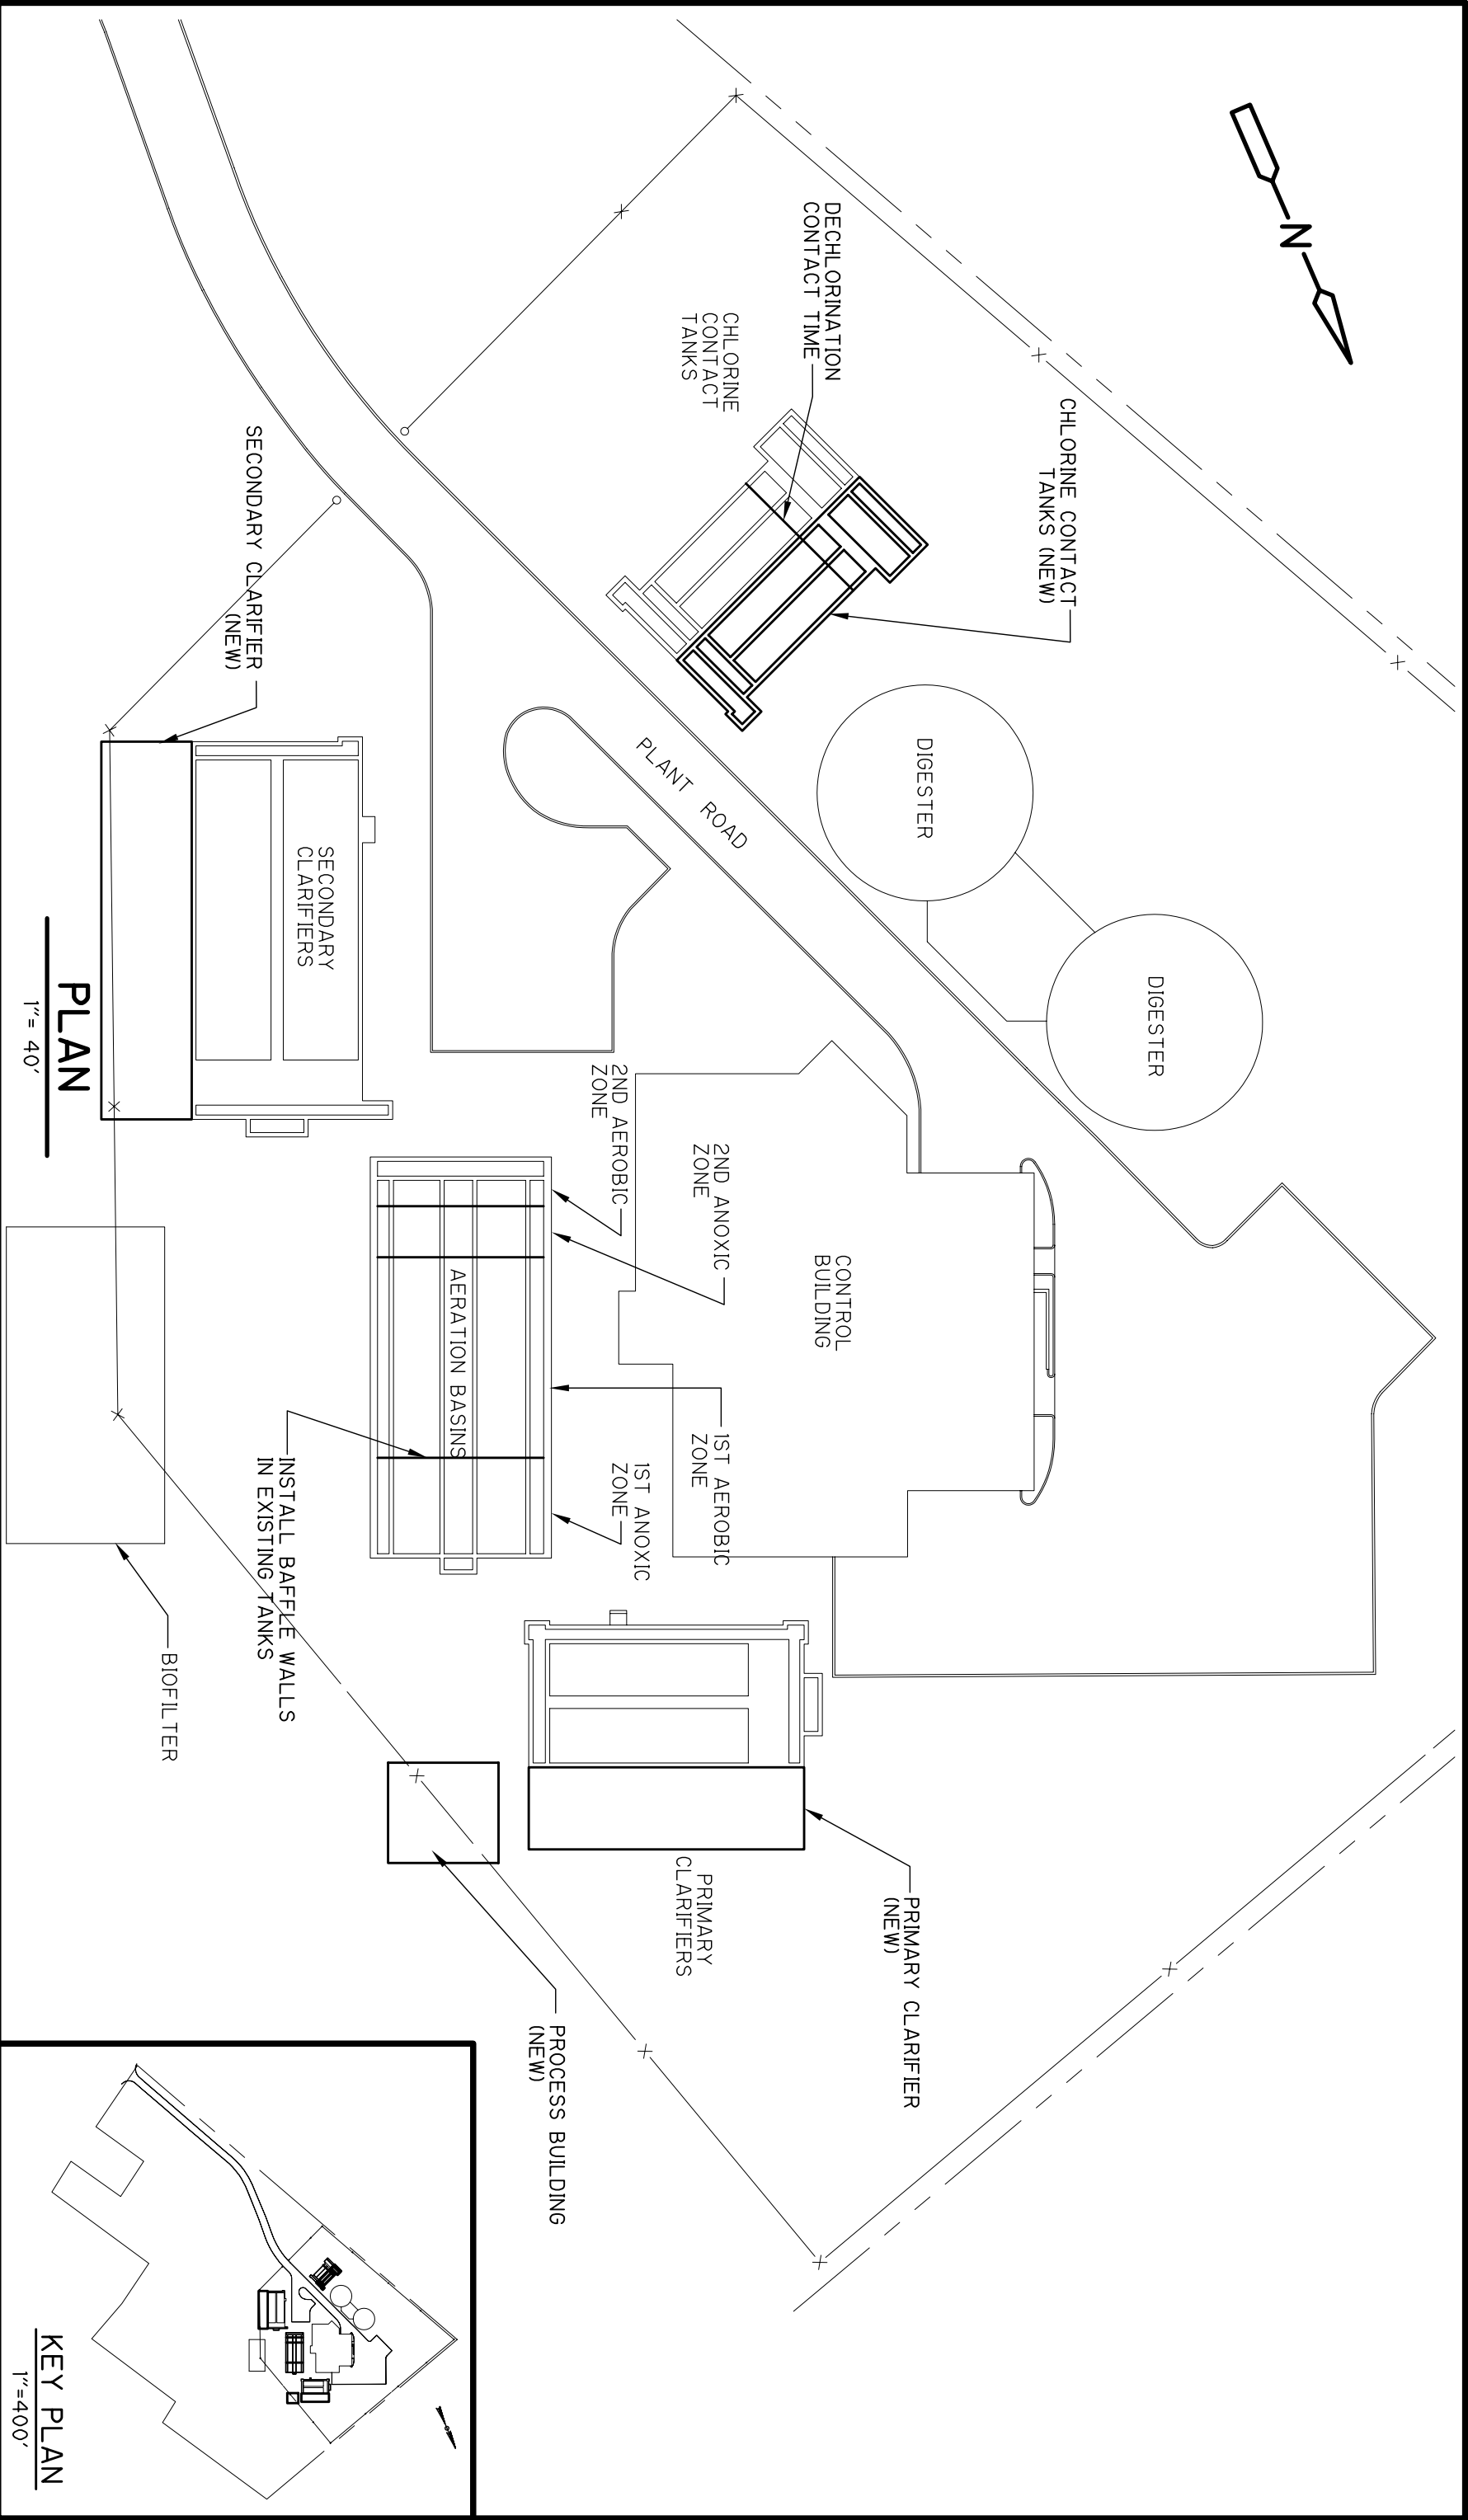 N
DECHLORINATION
CONTACT TIME
CHLORINE
CONTACT
TANKS
CHLORINE CONTACT
TANKS (NEW)
SECONDARY CLARIFIER
(NEW)
DIGESTER
DIGESTER
PLANT ROAD
SECONDARY
CLARIFIERS
2ND AEROBIC
ZONE
2ND ANOXIC
ZONE
CONTROL
BUILDING
AERATION BASINS
1ST AEROBIC
ZONE
1ST ANOXIC
ZONE
INSTALL BAFFLE WALLS
IN EXISTING TANKS
BIOFILTER
PRIMARY
CLARIFIERS
PRIMARY CLARIFIER
(NEW)
PROCESS BUILDING
(NEW)
PLAN
1"= 40'
KEY PLAN
1"=400'